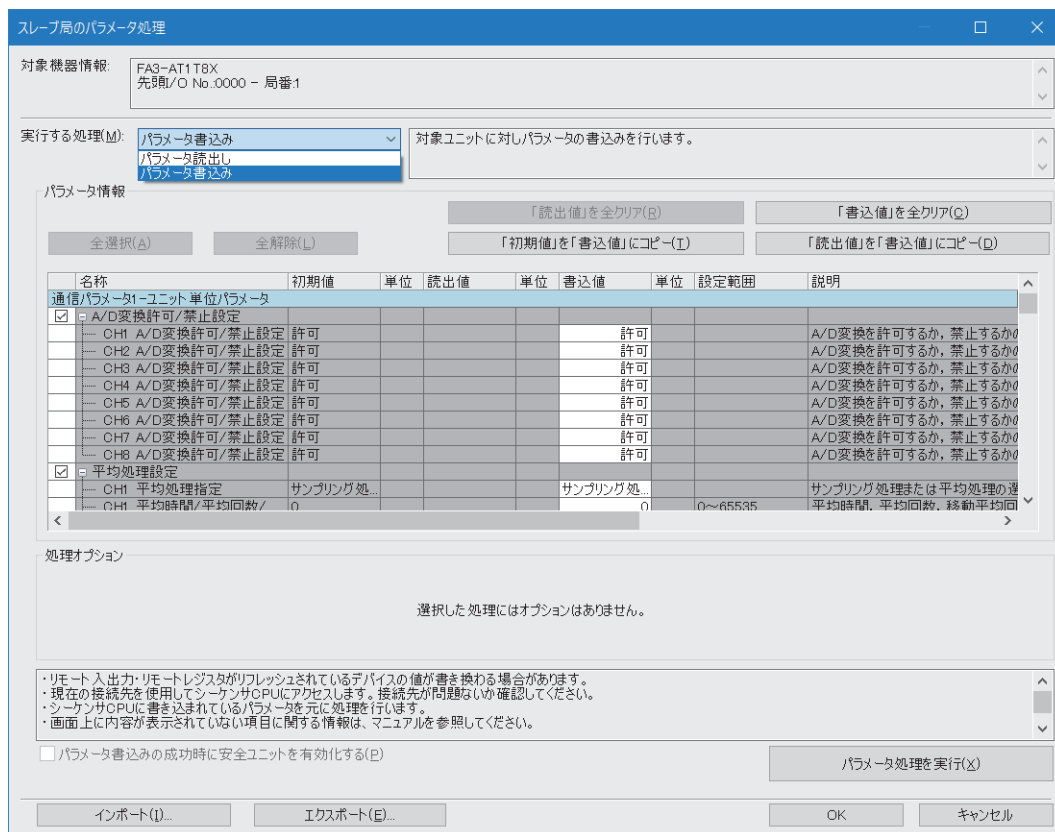 スレーブ局のパラメータ処理
対象機器情報:
FA3-AT1T8X
先頭I/O No.:0000 - 局番:1
実行する処理(M):
パラメータ書込み
対象ユニットに対しパラメータの書込みを行います。
パラメータ読出し
パラメータ書込み
パラメータ情報
「読出値」を全クリア(R)
「書込値」を全クリア(C)
全選択(A)
全解除(L)
「初期値」を「書込値」にコピー(T)
「読出値」を「書込値」にコピー(D)
名称 初期値 単位 読出値 単位 書込値 単位 設定範囲 説明
通信パラメータ1-ユニット単位パラメータ
A/D変換許可/禁止設定
CH1 A/D変換許可/禁止設定 許可 許可 A/D変換を許可するか, 禁止するかの
CH2 A/D変換許可/禁止設定 許可 許可 A/D変換を許可するか, 禁止するかの
CH3 A/D変換許可/禁止設定 許可 許可 A/D変換を許可するか, 禁止するかの
CH4 A/D変換許可/禁止設定 許可 許可 A/D変換を許可するか, 禁止するかの
CH5 A/D変換許可/禁止設定 許可 許可 A/D変換を許可するか, 禁止するかの
CH6 A/D変換許可/禁止設定 許可 許可 A/D変換を許可するか, 禁止するかの
CH7 A/D変換許可/禁止設定 許可 許可 A/D変換を許可するか, 禁止するかの
CH8 A/D変換許可/禁止設定 許可 許可 A/D変換を許可するか, 禁止するかの
平均処理設定
CH1 平均処理指定 サンプリング処... サンプリング処... サンプリング処理または平均処理の選
CH1 平均時間/平均回数/ 0 0 0～65535 平均時間, 平均回数, 移動平均回
処理オプション
選択した処理にはオプションはありません。
・リモート入出力・リモートレジスタがリフレッシュされているデバイスの値が書き換わる場合があります。
・現在の接続先を使用してシーケンサCPUにアクセスします。接続先が問題ないか確認してください。
・シーケンサCPUに書き込まれているパラメータを元に処理を行います。
・画面上に内容が表示されていない項目に関する情報は、マニュアルを参照してください。
パラメータ書込みの成功時に安全ユニットを有効化する(P)
パラメータ処理を実行(X)
インポート(I)...
エクスポート(E)...
OK
キャンセル